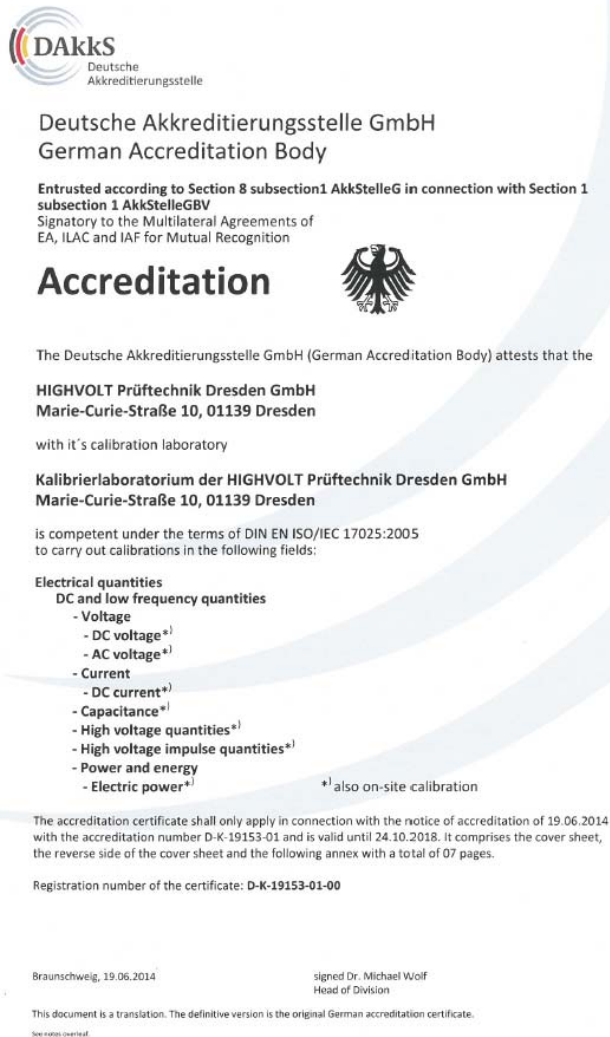 DAkkS
Deutsche
Akkreditierungsstelle
Deutsche Akkreditierungsstelle GmbH
German Accreditation Body
Entrusted according to Section 8 subsection1 AkkStelleG in connection with Section 1
subsection 1 AkkStelleGBV
Signatory to the Multilateral Agreements of
EA, ILAC and IAF for Mutual Recognition
Accreditation
The Deutsche Akkreditierungsstelle GmbH (German Accreditation Body) attests that the
HIGHVOLT Prüftechnik Dresden GmbH
Marie-Curie-Straße 10, 01139 Dresden
with it´s calibration laboratory
Kalibrierlaboratorium der HIGHVOLT Prüftechnik Dresden GmbH
Marie-Curie-Straße 10, 01139 Dresden
is competent under the terms of DIN EN ISO/IEC 17025:2005
to carry out calibrations in the following fields:
Electrical quantities
DC and low frequency quantities
- Voltage
- DC voltage*)
- AC voltage*)
- Current
- DC current*)
- Capacitance*)
- High voltage quantities*)
- High voltage impulse quantities*)
- Power and energy
- Electric power*) *) also on-site calibration
The accreditation certificate shall only apply in connection with the notice of accreditation of 19.06.2014
with the accreditation number D-K-19153-01 and is valid until 24.10.2018. It comprises the cover sheet,
the reverse side of the cover sheet and the following annex with a total of 07 pages.
Registration number of the certificate: D-K-19153-01-00
Braunschweig, 19.06.2014 signed Dr. Michael Wolf
Head of Division
This document is a translation. The definitive version is the original German accreditation certificate.
See notes overleaf.